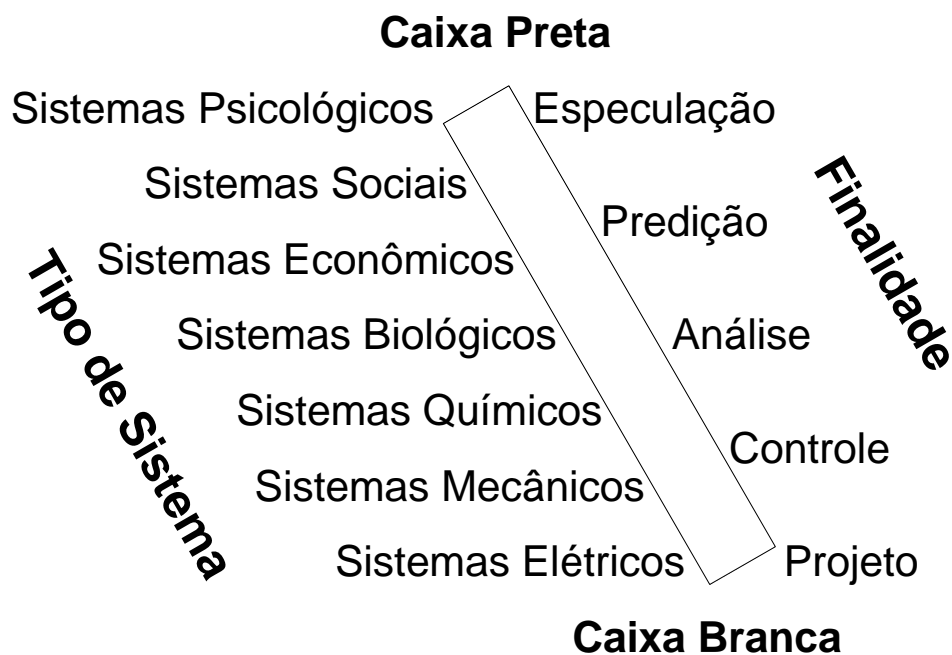 Caixa Preta
Sistemas Psicológicos
Especulação
Sistemas Sociais
Predição
Finalidade
Sistemas Econômicos
Tipo de Sistema
Sistemas Biológicos
Análise
Sistemas Químicos
Controle
Sistemas Mecânicos
Sistemas Elétricos
Projeto
Caixa Branca